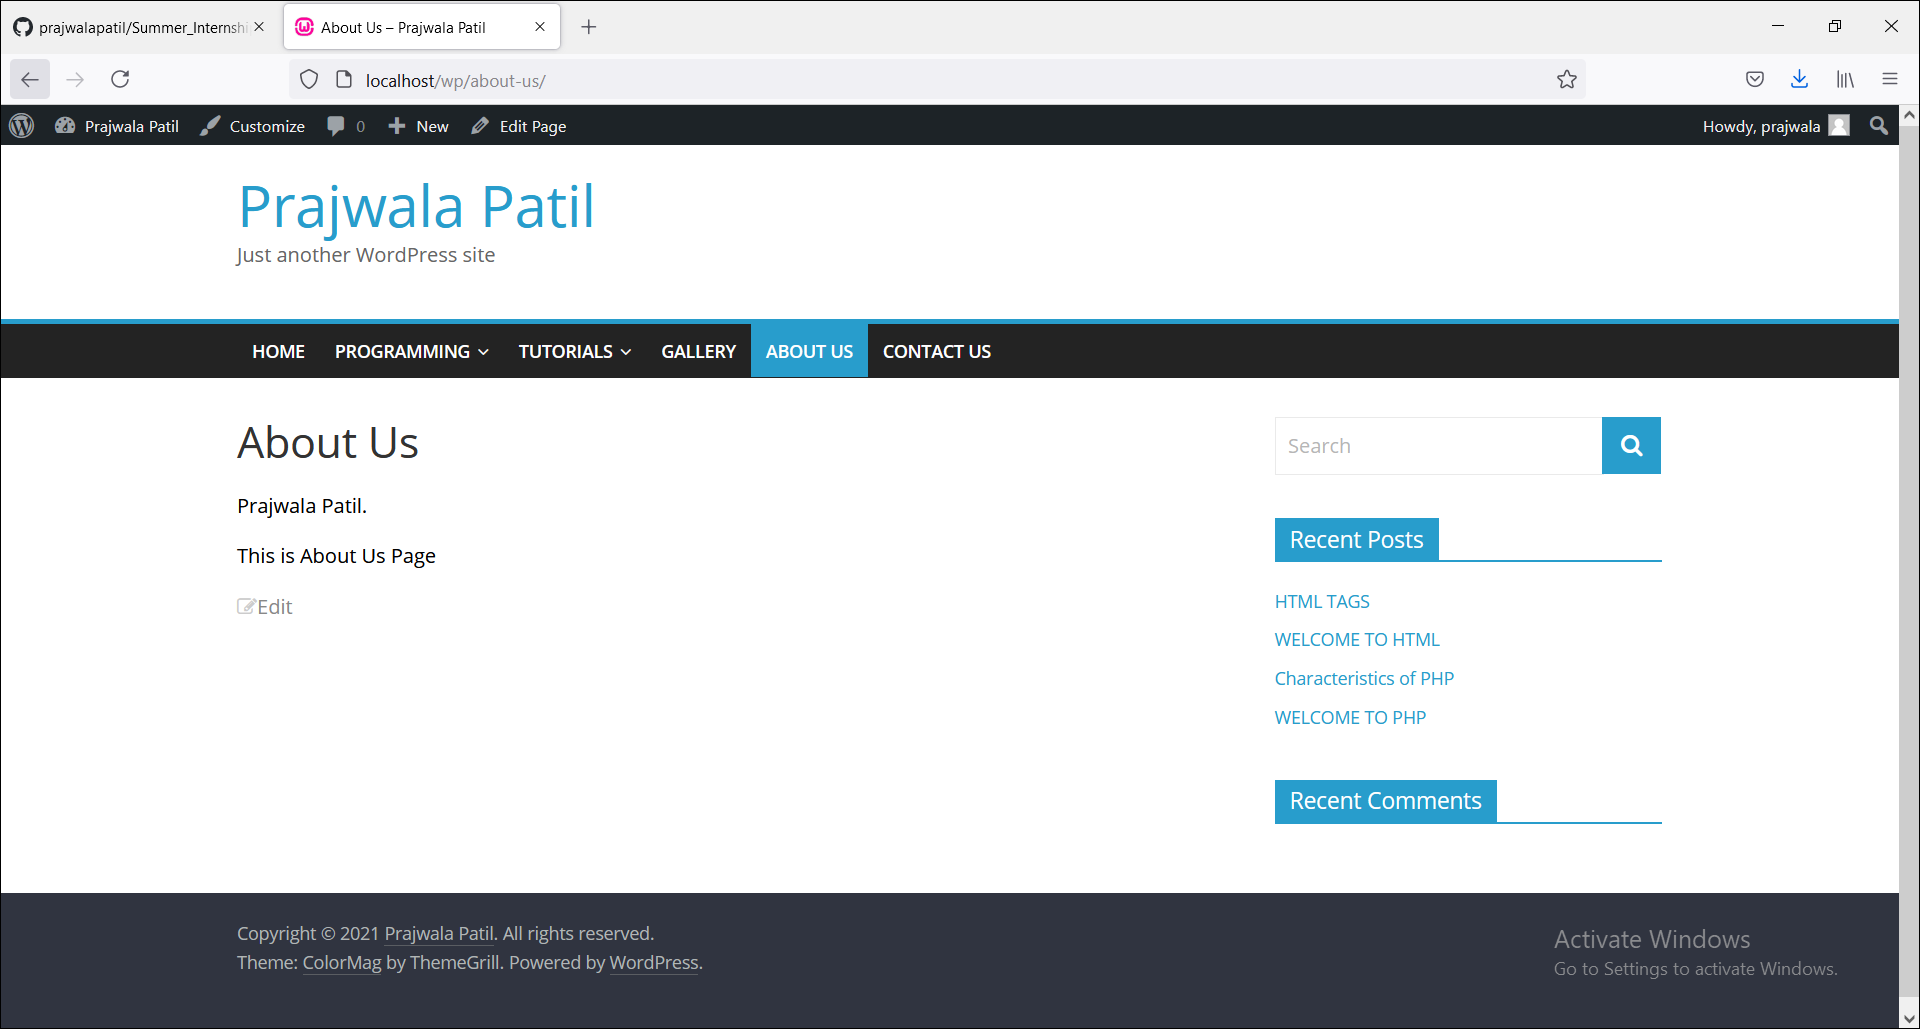 prajwalapatil/Summer_Internshi
About Us – Prajwala Patil
localhost/wp/about-us/
Prajwala Patil
Customize
0
New
Edit Page
Howdy, prajwala
Prajwala Patil
Just another WordPress site
HOME
PROGRAMMING
TUTORIALS
GALLERY
ABOUT US
CONTACT US
About Us
Prajwala Patil.
This is About Us Page
Edit
Search
Recent Posts
HTML TAGS
WELCOME TO HTML
Characteristics of PHP
WELCOME TO PHP
Recent Comments
Copyright © 2021 Prajwala Patil. All rights reserved.
Theme: ColorMag by ThemeGrill. Powered by WordPress.
Activate Windows
Go to Settings to activate Windows.